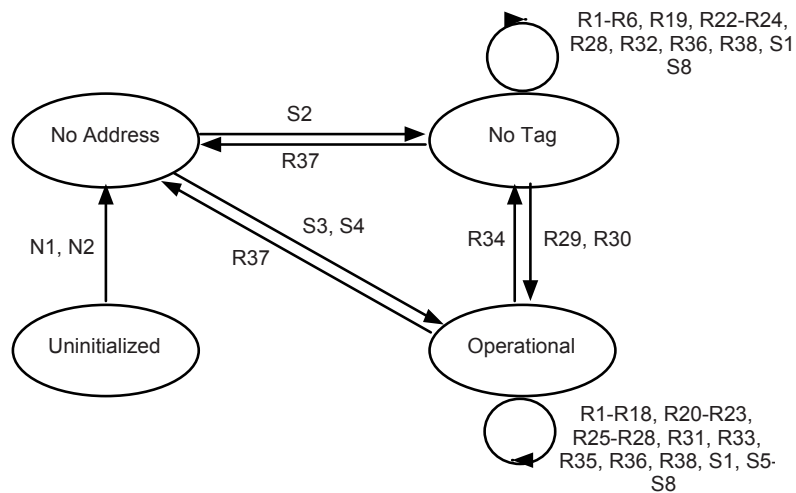 R1-R6, R19, R22-R24,
R28, R32, R36, R38, S1
S8
No Address
S2
No Tag
R37
S3, S4
N1, N2
R37
R34
R29, R30
Uninitialized
Operational
R1-R18, R20-R23,
R25-R28, R31, R33,
R35, R36, R38, S1, S5-
S8